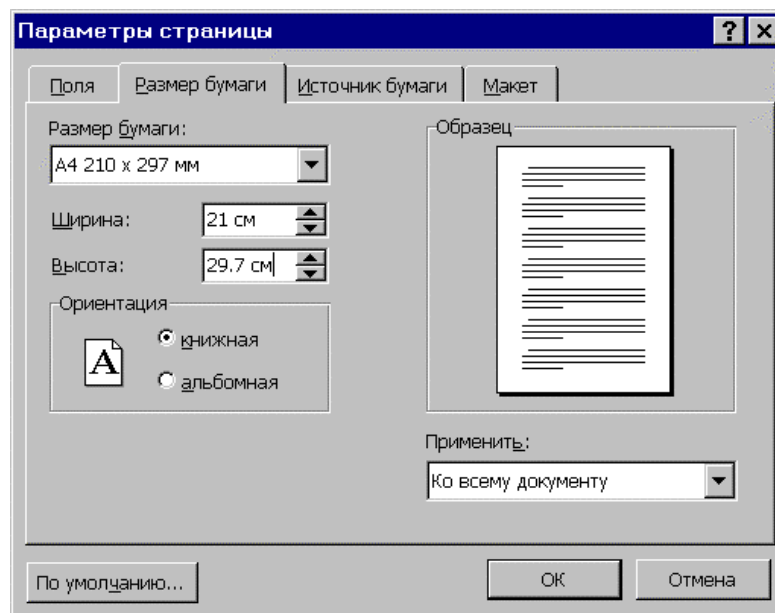 Параметры страницы
Поля Размер бумаги Источник бумаги Макет
Размер бумаги:
А4 210 x 297 мм
Ширина: 21 см
Высота: 29.7 см
Ориентация
A
книжная
альбомная
Образец
Применить:
Ко всему документу
По умолчанию... ОК Отмена